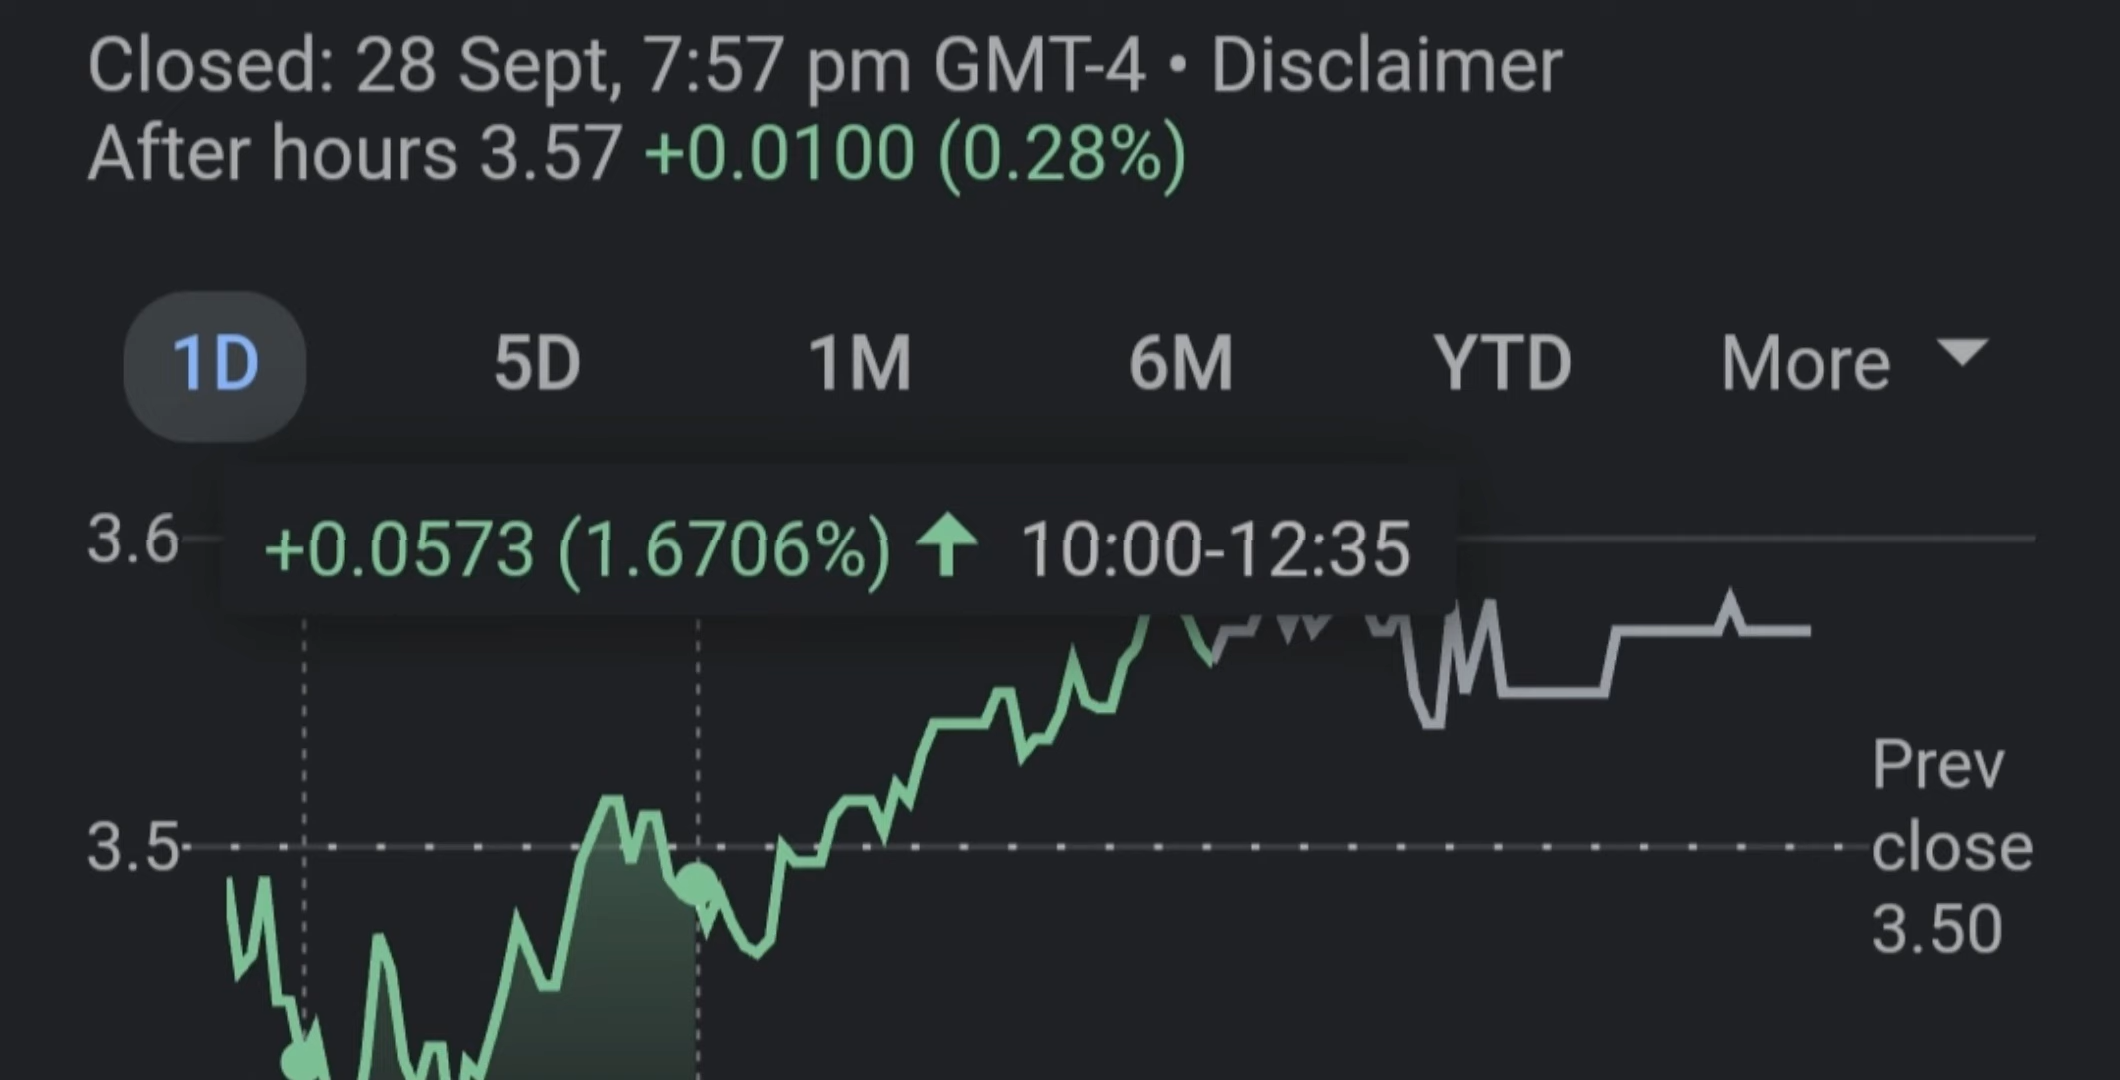 Closed: 28 Sept, 7:57 pm GMT-4 • Disclaimer
After hours 3.57 +0.0100 (0.28%)
1D 5D 1M 6M YTD More
3.6 +0.0573 (1.6706%) 10:00-12:35
3.5
Prev
close
3.50